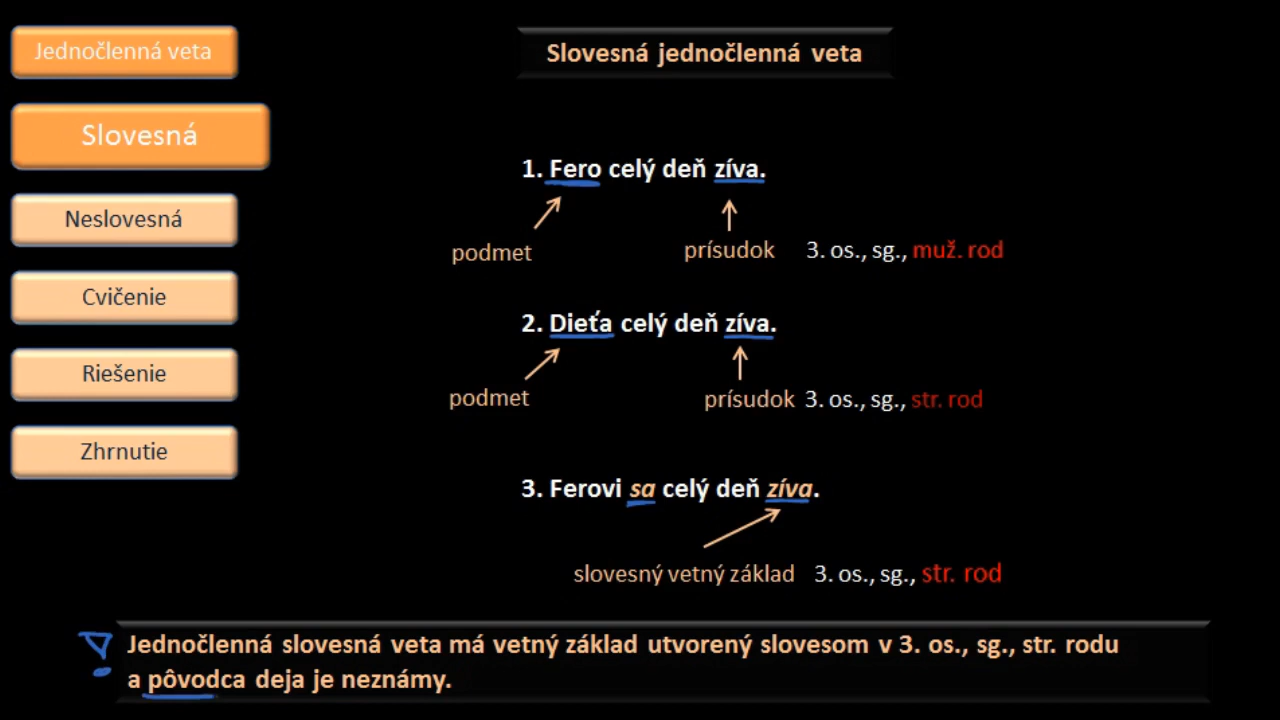 Jednočlenná veta
Slovesná
Neslovesná
Cvičenie
Riešenie
Zhrnutie
Slovesná jednočlenná veta
1. Fero celý deň zíva.
podmet prísudok 3. os., sg., muž. rod
2. Dieťa celý deň zíva.
podmet prísudok 3. os., sg., str. rod
3. Ferovi sa celý deň zíva.
slovesný vetný základ 3. os., sg., str. rod
Jednočlenná slovesná veta má vetný základ utvorený slovesom v 3. os., sg., str. rodu
a pôvodca deja je neznámy.